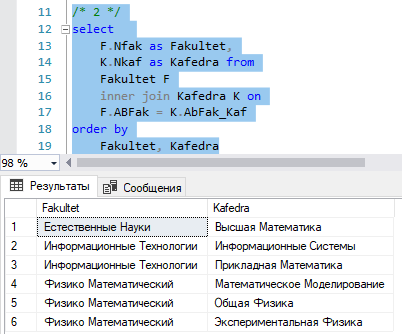 11 /* 2 */
12 select
13 F.Nfak as Fakultet,
14 K.Nkaf as Kafedra from
15 Fakultet F
16 inner join Kafedra K on
17 F.ABFak = K.AbFak_Kaf
18 order by
19 Fakultet, Kafedra
98 %
Результаты Сообщения
Fakultet Kafedra
1 Естественные Науки Высшая Математика
2 Информационные Технологии Информационные Системы
3 Информационные Технологии Прикладная Математика
4 Физико Математический Математическое Моделирование
5 Физико Математический Общая Физика
6 Физико Математический Экспериментальная Физика